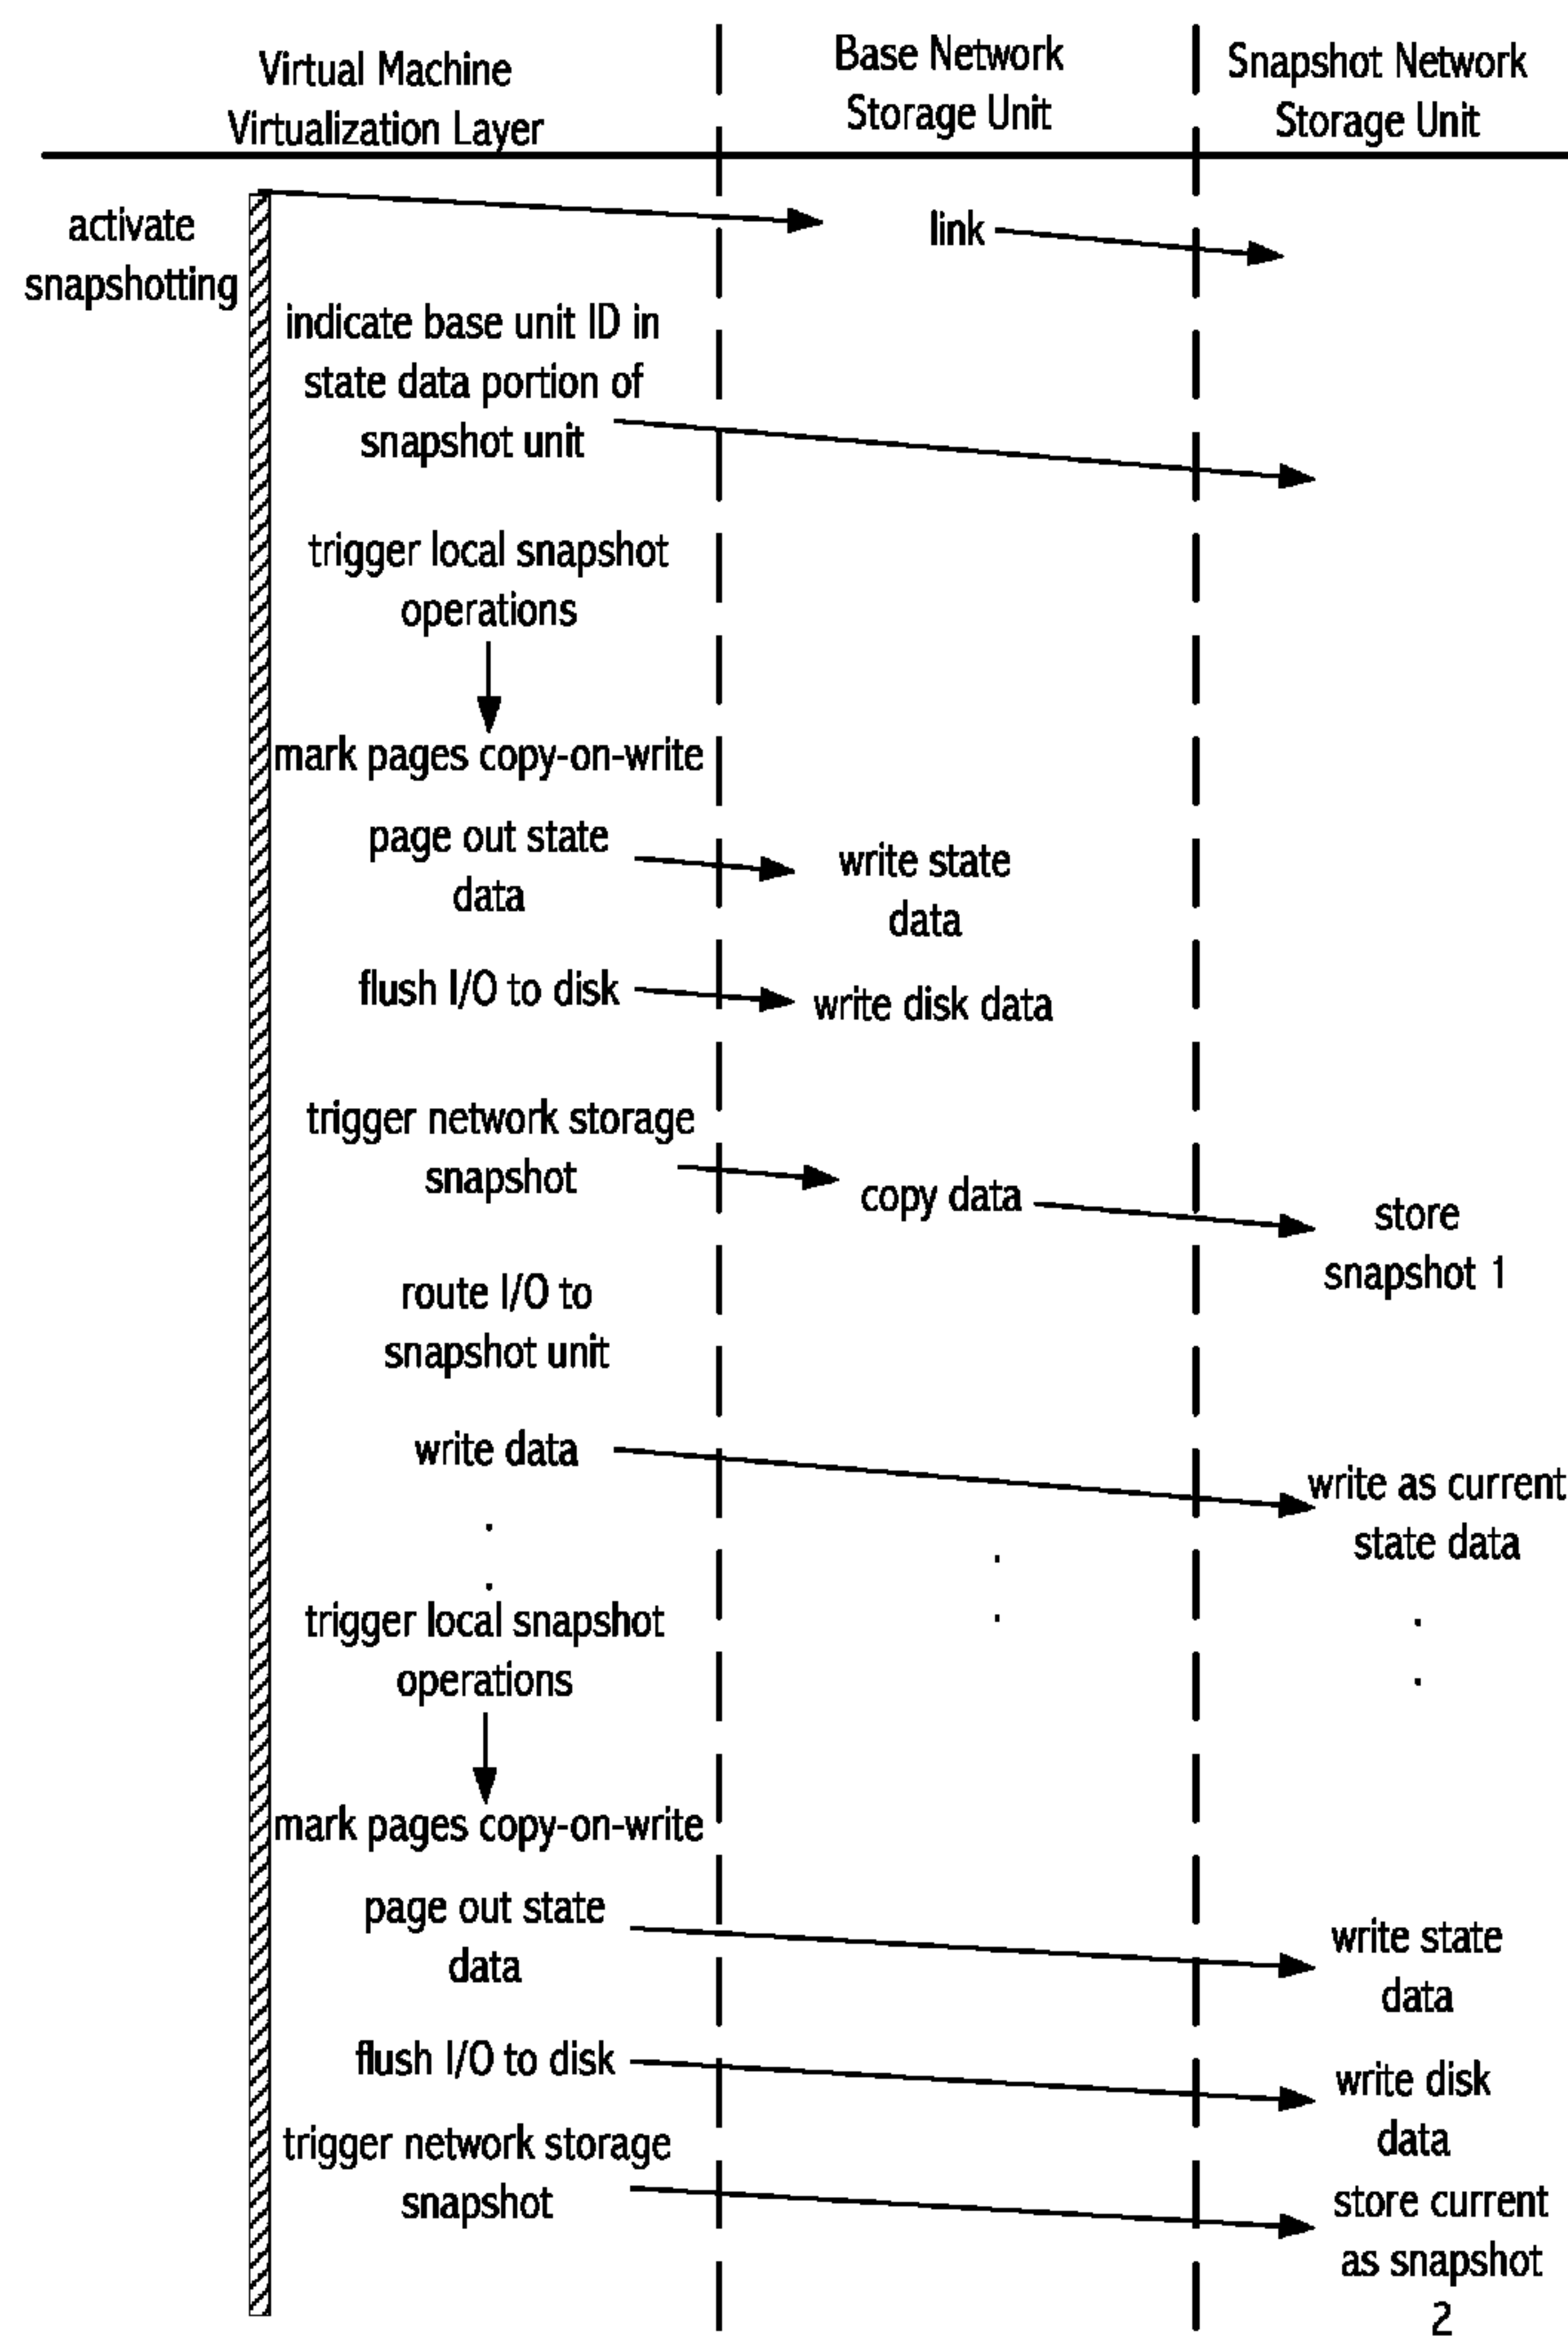 Virtual Machine
Virtualization Layer
Base Network
Storage Unit
Snapshot Network
Storage Unit
activate
snapshotting
link
indicate base unit ID in
state data portion of
snapshot unit
trigger local snapshot
operations
mark pages copy-on-write
page out state
data
write state
data
flush I/O to disk
write disk data
trigger network storage
snapshot
copy data
store
snapshot 1
route I/O to
snapshot unit
write data
write as current
state data
trigger local snapshot
operations
mark pages copy-on-write
page out state
data
write state
data
flush I/O to disk
write disk
data
trigger network storage
snapshot
store current
as snapshot
2